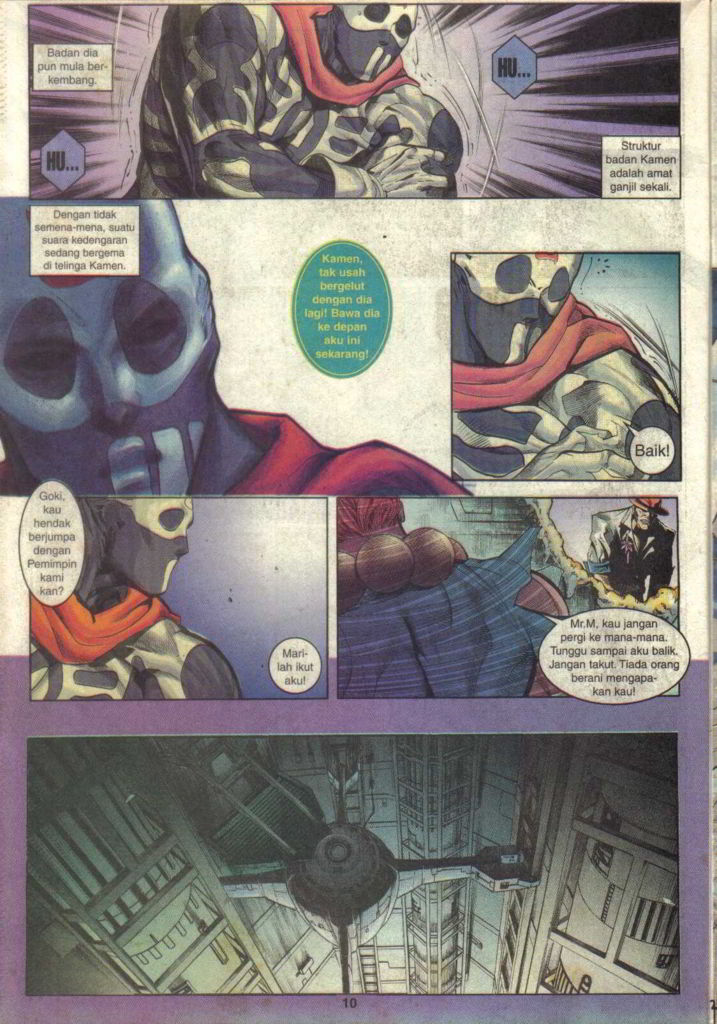 Badan dia
pun mula ber-
kembang.
HU...
HU...
Struktur
badan Kamen
adalah amat
ganjil sekali.
Dengan tidak
semena-mena, suatu
suara kedengaran
sedang bergema
di telinga Kamen.
Kamen,
tak usah
bergelut
dengan dia
lagi! Bawa dia
ke depan
aku ini
sekarang!
Baik!
Goki,
kau
hendak
berjumpa
dengan
Pemimpin
kami
kan?
Mari-
lah ikut
aku!
Mr.M, kau jangan
pergi ke mana-mana.
Tunggu sampai aku balik.
Jangan takut. Tiada orang
berani mengapa-
kan kau!
10